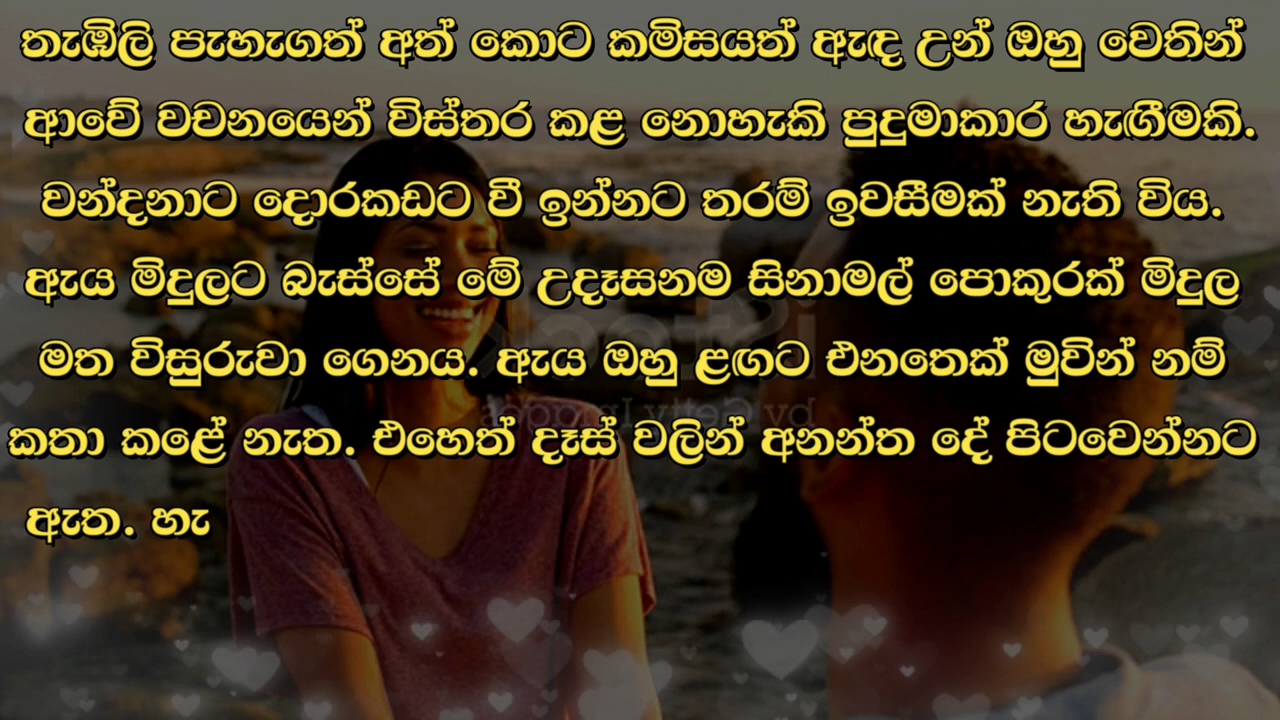 තැඹිලි පැහැගත් අත් කොට කමිසයත් ඇඳ උන් ඔහු වෙතින්
ආවේ වචනයෙන් විස්තර කළ නොහැකි පුදුමාකාර හැඟීමකි.
වන්දනාට දොරකඩට වී ඉන්නට තරම් ඉවසීමක් නැති විය.
ඇය මිදුලට බැස්සේ මේ උදෑසනම සිනාමල් පොකුරක් මිදුල
මත විසුරුවා ගෙනය. ඇය ඔහු ළඟට එනතෙක් මුවින් නම්
කතා කළේ නැත. එහෙත් දෑස් වලින් අනන්ත දේ පිටවෙන්නට
ඇත. හැ